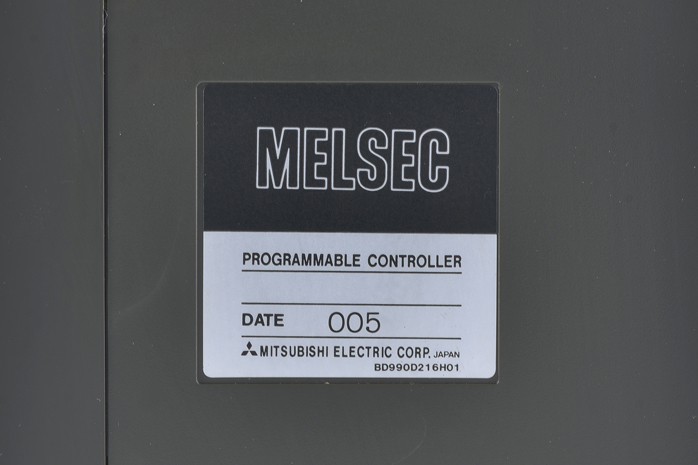 MELSEC
PROGRAMMABLE CONTROLLER
DATE 005
MITSUBISHI ELECTRIC CORP. JAPAN
BD990D216H01